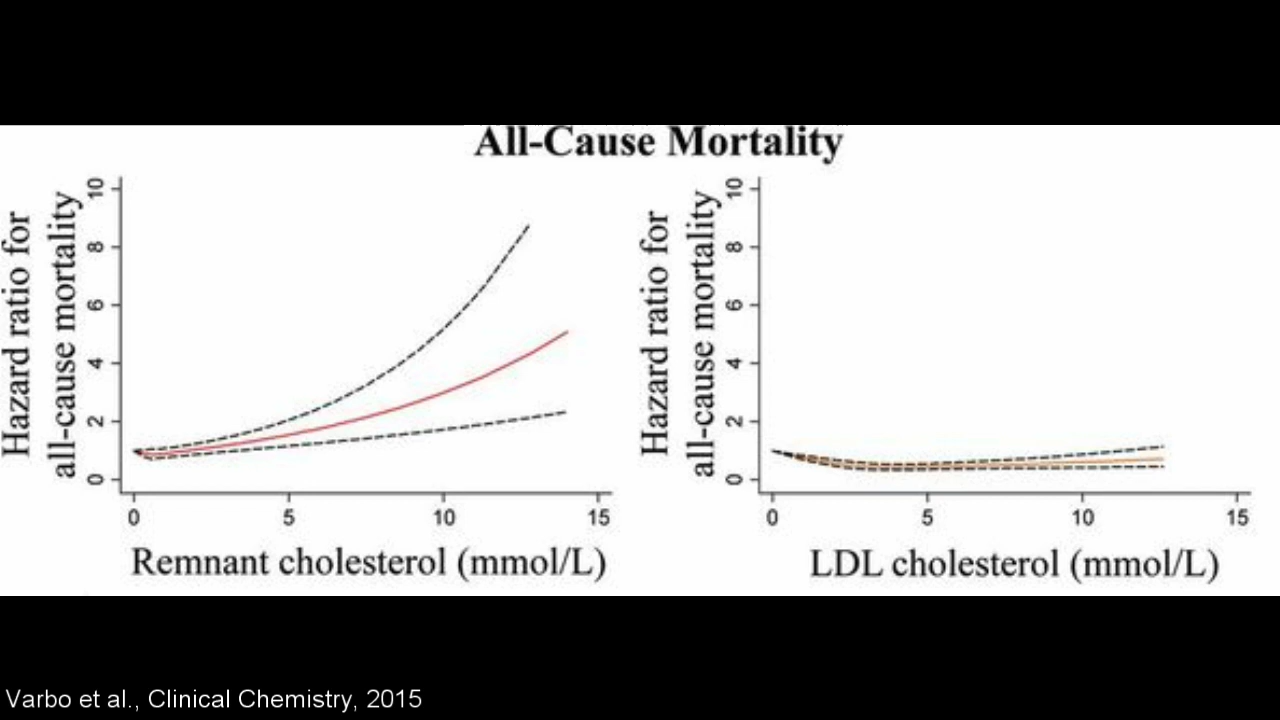 All-Cause Mortality
Hazard ratio for
all-cause mortality
10
8
6
4
2
0
0 5 10 15
Remnant cholesterol (mmol/L)
Hazard ratio for
all-cause mortality
10
8
6
4
2
0
0 5 10 15
LDL cholesterol (mmol/L)
Varbo et al., Clinical Chemistry, 2015